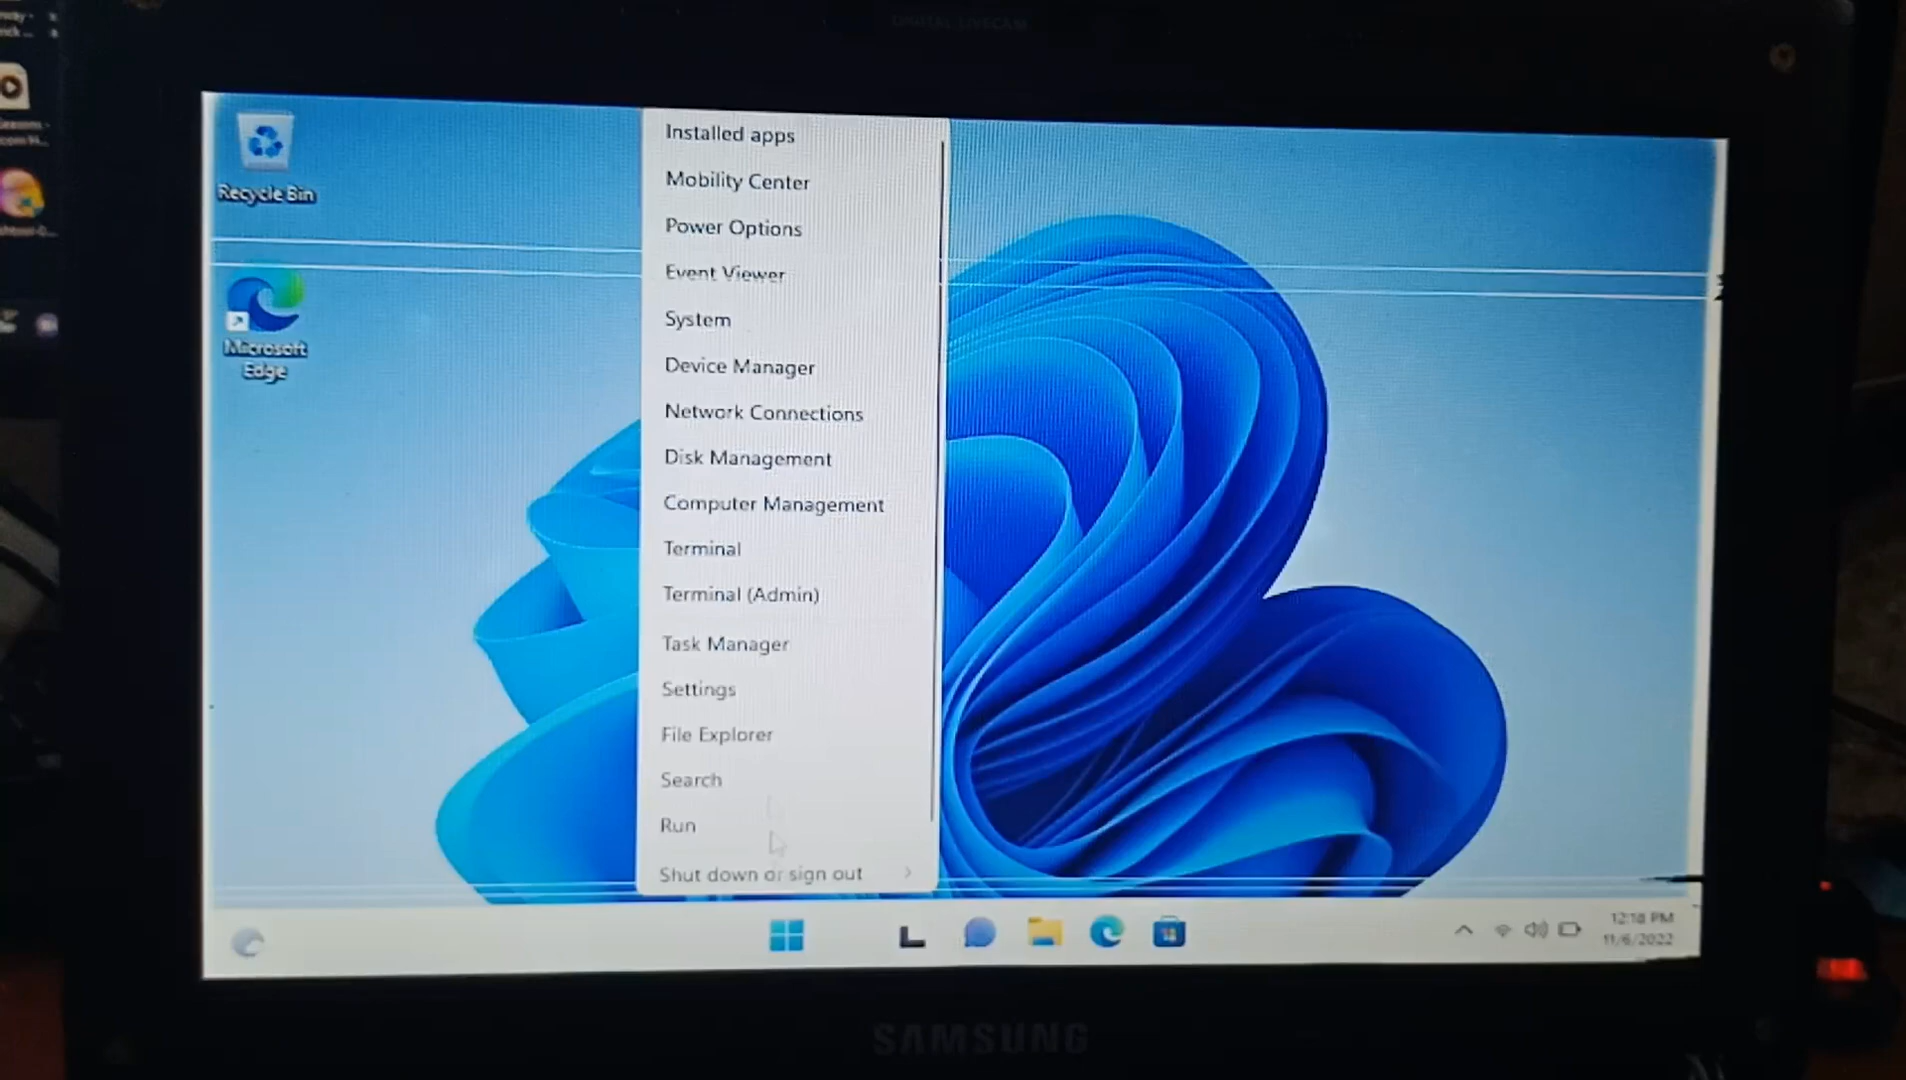 DIGITAL LIVECAM
Installed apps
Mobility Center
Power Options
Event Viewer
System
Device Manager
Network Connections
Disk Management
Computer Management
Terminal
Terminal (Admin)
Task Manager
Settings
File Explorer
Search
Run
Shut down or sign out
Recycle Bin
Microsoft
Edge
12:18 PM
11/6/2022
SAMSUNG